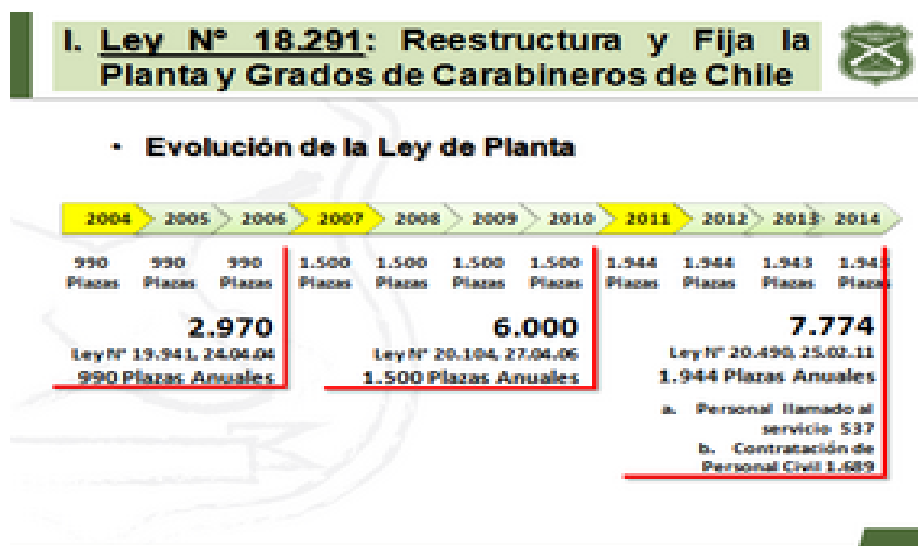 I. Ley N° 18.291: Reestructura y Fija la
Planta y Grados de Carabineros de Chile
• Evolución de la Ley de Planta
2004 2005 2006 2007 2008 2009 2010 2011 2012 2013 2014
990 990 990 1.500 1.500 1.500 1.500 1.944 1.944 1.943 1.943
Plazas Plazas Plazas Plazas Plazas Plazas Plazas Plazas Plazas Plazas Plazas
2.970 6.000 7.774
Ley N° 19.941, 24.04.04 Ley N° 20.104, 27.04.06 Ley N° 20.490, 25.02.11
990 Plazas Anuales 1.500 Plazas Anuales 1.944 Plazas Anuales
a. Personal llamado al
servicio 537
b. Contratación de
Personal Civil 1.689